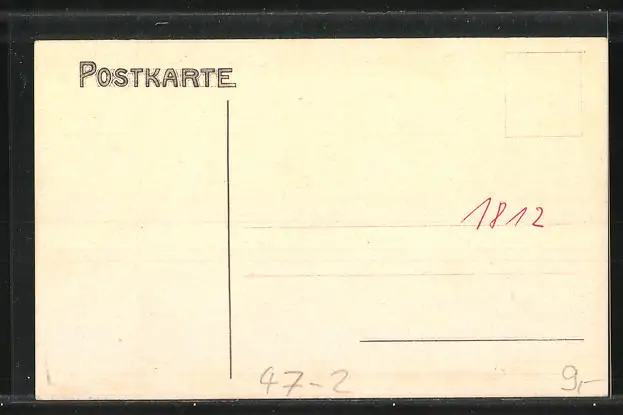 POSTKARTE
1812
47-2
9,-